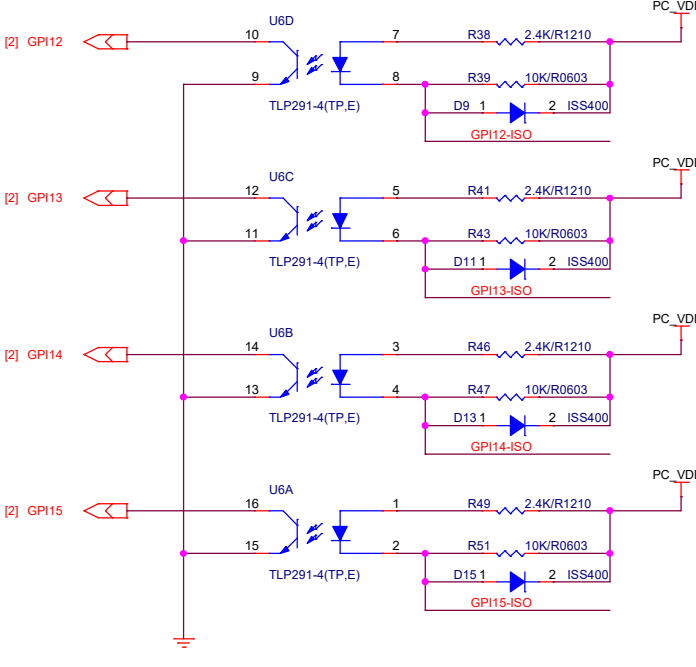 PC_VD
U6D
[2] GPI12 10 7 R38 2.4K/R1210
9 8 R39 10K/R0603
TLP291-4(TP,E) D9 1 2 ISS400
GPI12-ISO
PC_VD
U6C
[2] GPI13 12 5 R41 2.4K/R1210
11 6 R43 10K/R0603
TLP291-4(TP,E) D11 1 2 ISS400
GPI13-ISO
PC_VD
U6B
[2] GPI14 14 3 R46 2.4K/R1210
13 4 R47 10K/R0603
TLP291-4(TP,E) D13 1 2 ISS400
GPI14-ISO
PC_VD
U6A
[2] GPI15 16 1 R49 2.4K/R1210
15 2 R51 10K/R0603
TLP291-4(TP,E) D15 1 2 ISS400
GPI15-ISO